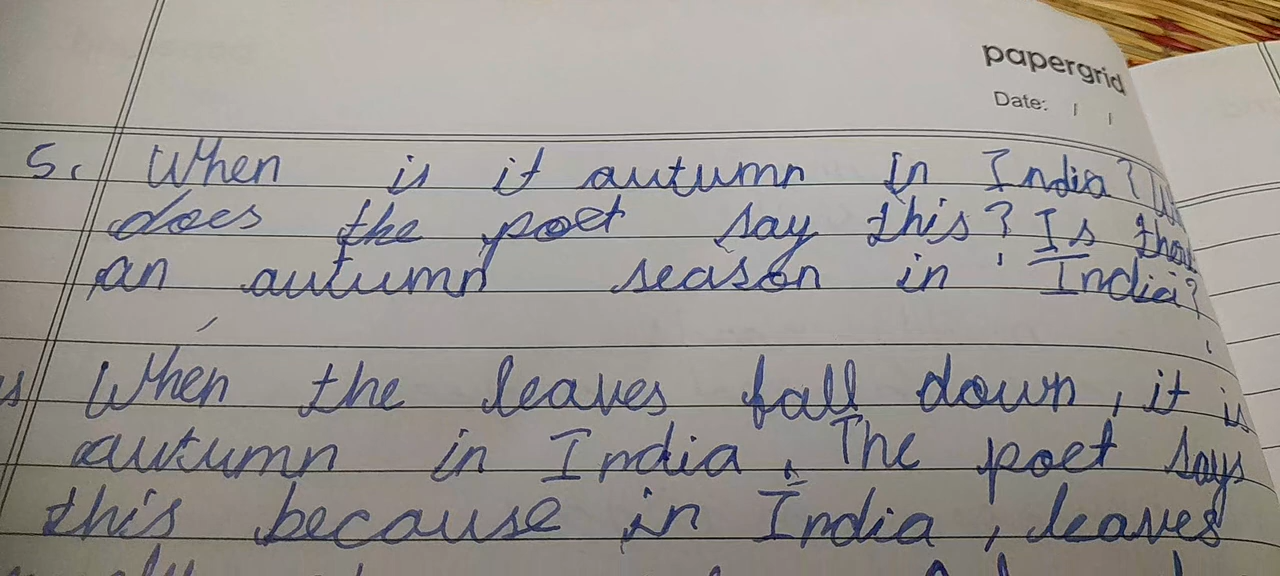 papergrid
Date: / /
5. When is it autumn in India?
does the poet say this? Is
an autumn season in India?
When the leaves fall down, it is
autumn in India. The poet says
this because in India, leaves